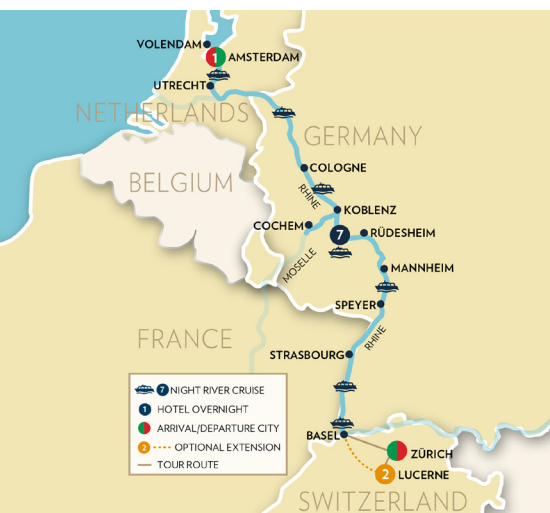 VOLENDAM
1
AMSTERDAM
UTRECHT
NETHERLANDS
GERMANY
COLOGNE
BELGIUM
RHINE
KOBLENZ
COCHEM
7
RÜDESHEIM
MOSELLE
MANNHEIM
SPEYER
RHINE
FRANCE
STRASBOURG
7 NIGHT RIVER CRUISE
1 HOTEL OVERNIGHT
ARRIVAL/DEPARTURE CITY
2 OPTIONAL EXTENSION
TOUR ROUTE
BASEL
ZÜRICH
2
LUCERNE
SWITZERLAND